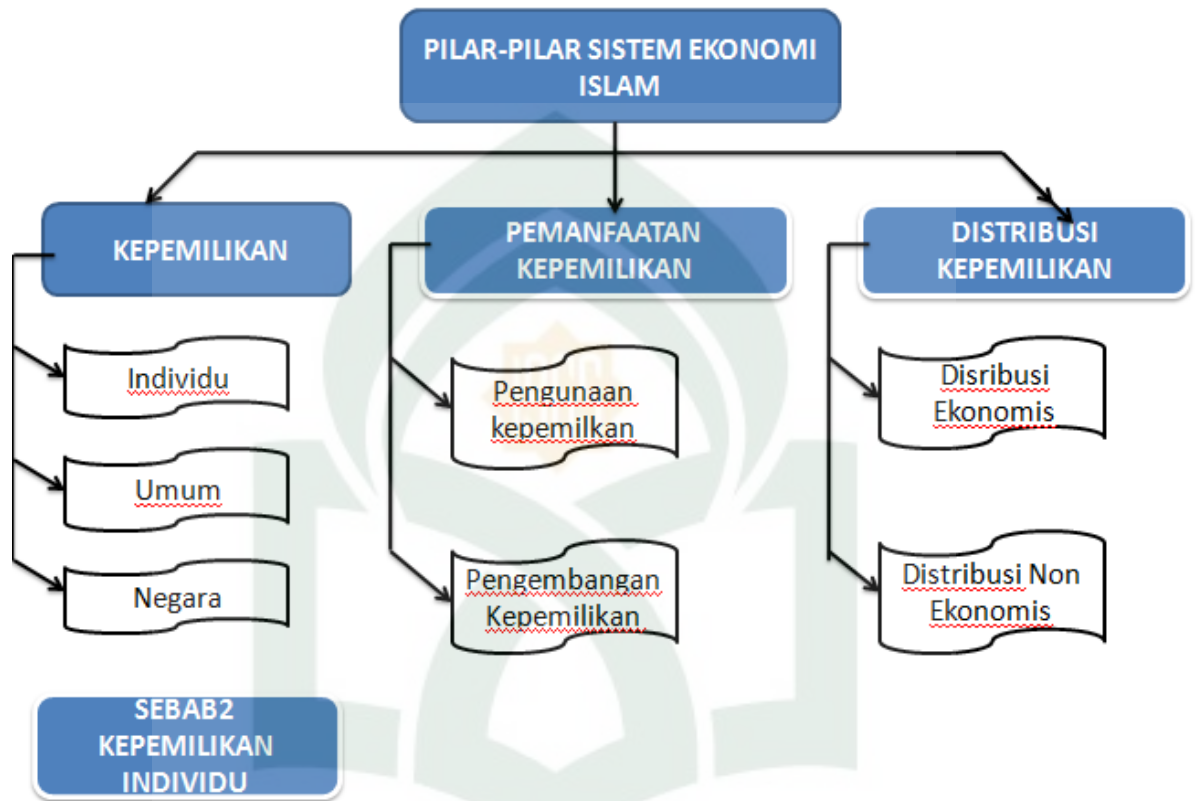 PILAR-PILAR SISTEM EKONOMI
ISLAM
KEPEMILIKAN
Individu
Umum
Negara
PEMANFAATAN
KEPEMILIKAN
Pengunaan
kepemilkan
Pengembangan
Kepemilikan
DISTRIBUSI
KEPEMILIKAN
Disribusi
Ekonomis
Distribusi Non
Ekonomis
SEBAB2
KEPEMILIKAN
INDIVIDU